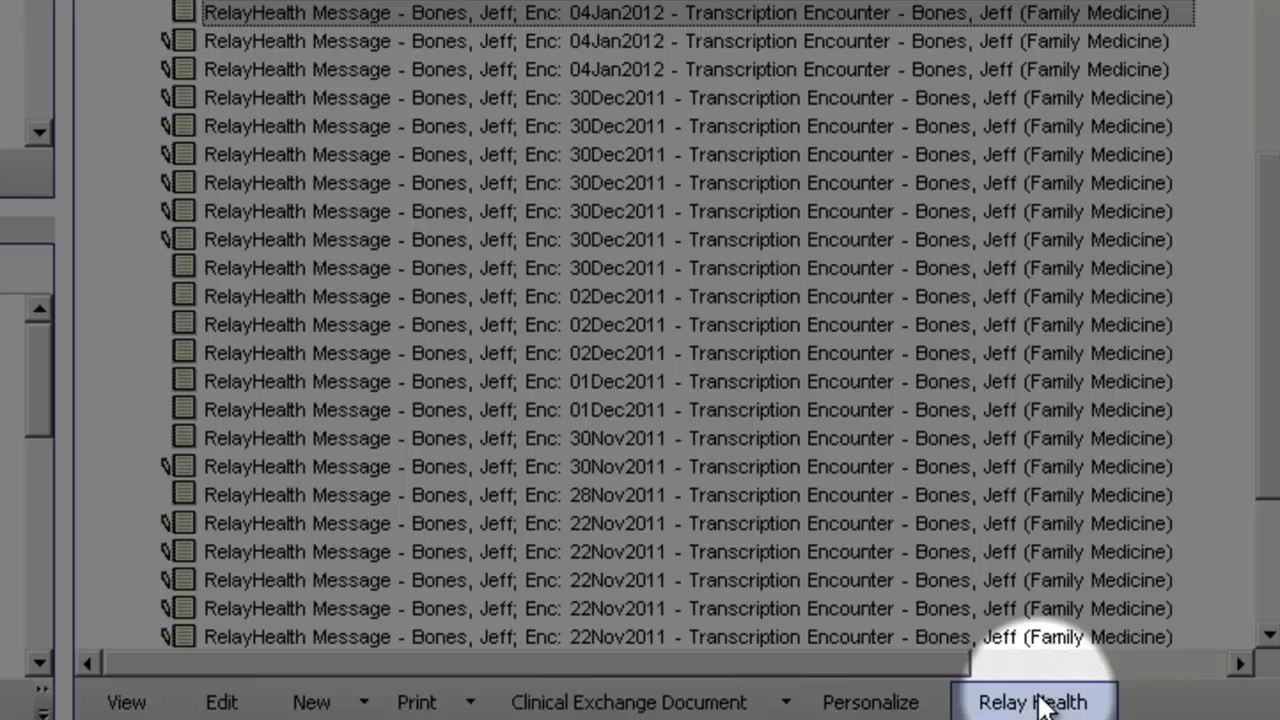 RelayHealth Message - Bones, Jeff; Enc: 04Jan2012 - Transcription Encounter - Bones, Jeff (Family Medicine)
RelayHealth Message - Bones, Jeff; Enc: 04Jan2012 - Transcription Encounter - Bones, Jeff (Family Medicine)
RelayHealth Message - Bones, Jeff; Enc: 04Jan2012 - Transcription Encounter - Bones, Jeff (Family Medicine)
RelayHealth Message - Bones, Jeff; Enc: 30Dec2011 - Transcription Encounter - Bones, Jeff (Family Medicine)
RelayHealth Message - Bones, Jeff; Enc: 30Dec2011 - Transcription Encounter - Bones, Jeff (Family Medicine)
RelayHealth Message - Bones, Jeff; Enc: 30Dec2011 - Transcription Encounter - Bones, Jeff (Family Medicine)
RelayHealth Message - Bones, Jeff; Enc: 30Dec2011 - Transcription Encounter - Bones, Jeff (Family Medicine)
RelayHealth Message - Bones, Jeff; Enc: 30Dec2011 - Transcription Encounter - Bones, Jeff (Family Medicine)
RelayHealth Message - Bones, Jeff; Enc: 30Dec2011 - Transcription Encounter - Bones, Jeff (Family Medicine)
RelayHealth Message - Bones, Jeff; Enc: 30Dec2011 - Transcription Encounter - Bones, Jeff (Family Medicine)
RelayHealth Message - Bones, Jeff; Enc: 02Dec2011 - Transcription Encounter - Bones, Jeff (Family Medicine)
RelayHealth Message - Bones, Jeff; Enc: 02Dec2011 - Transcription Encounter - Bones, Jeff (Family Medicine)
RelayHealth Message - Bones, Jeff; Enc: 02Dec2011 - Transcription Encounter - Bones, Jeff (Family Medicine)
RelayHealth Message - Bones, Jeff; Enc: 01Dec2011 - Transcription Encounter - Bones, Jeff (Family Medicine)
RelayHealth Message - Bones, Jeff; Enc: 01Dec2011 - Transcription Encounter - Bones, Jeff (Family Medicine)
RelayHealth Message - Bones, Jeff; Enc: 30Nov2011 - Transcription Encounter - Bones, Jeff (Family Medicine)
RelayHealth Message - Bones, Jeff; Enc: 30Nov2011 - Transcription Encounter - Bones, Jeff (Family Medicine)
RelayHealth Message - Bones, Jeff; Enc: 28Nov2011 - Transcription Encounter - Bones, Jeff (Family Medicine)
RelayHealth Message - Bones, Jeff; Enc: 22Nov2011 - Transcription Encounter - Bones, Jeff (Family Medicine)
RelayHealth Message - Bones, Jeff; Enc: 22Nov2011 - Transcription Encounter - Bones, Jeff (Family Medicine)
RelayHealth Message - Bones, Jeff; Enc: 22Nov2011 - Transcription Encounter - Bones, Jeff (Family Medicine)
RelayHealth Message - Bones, Jeff; Enc: 22Nov2011 - Transcription Encounter - Bones, Jeff (Family Medicine)
RelayHealth Message - Bones, Jeff; Enc: 22Nov2011 - Transcription Encounter - Bones, Jeff (Family Medicine)
View Edit New Print Clinical Exchange Document Personalize Relay Health